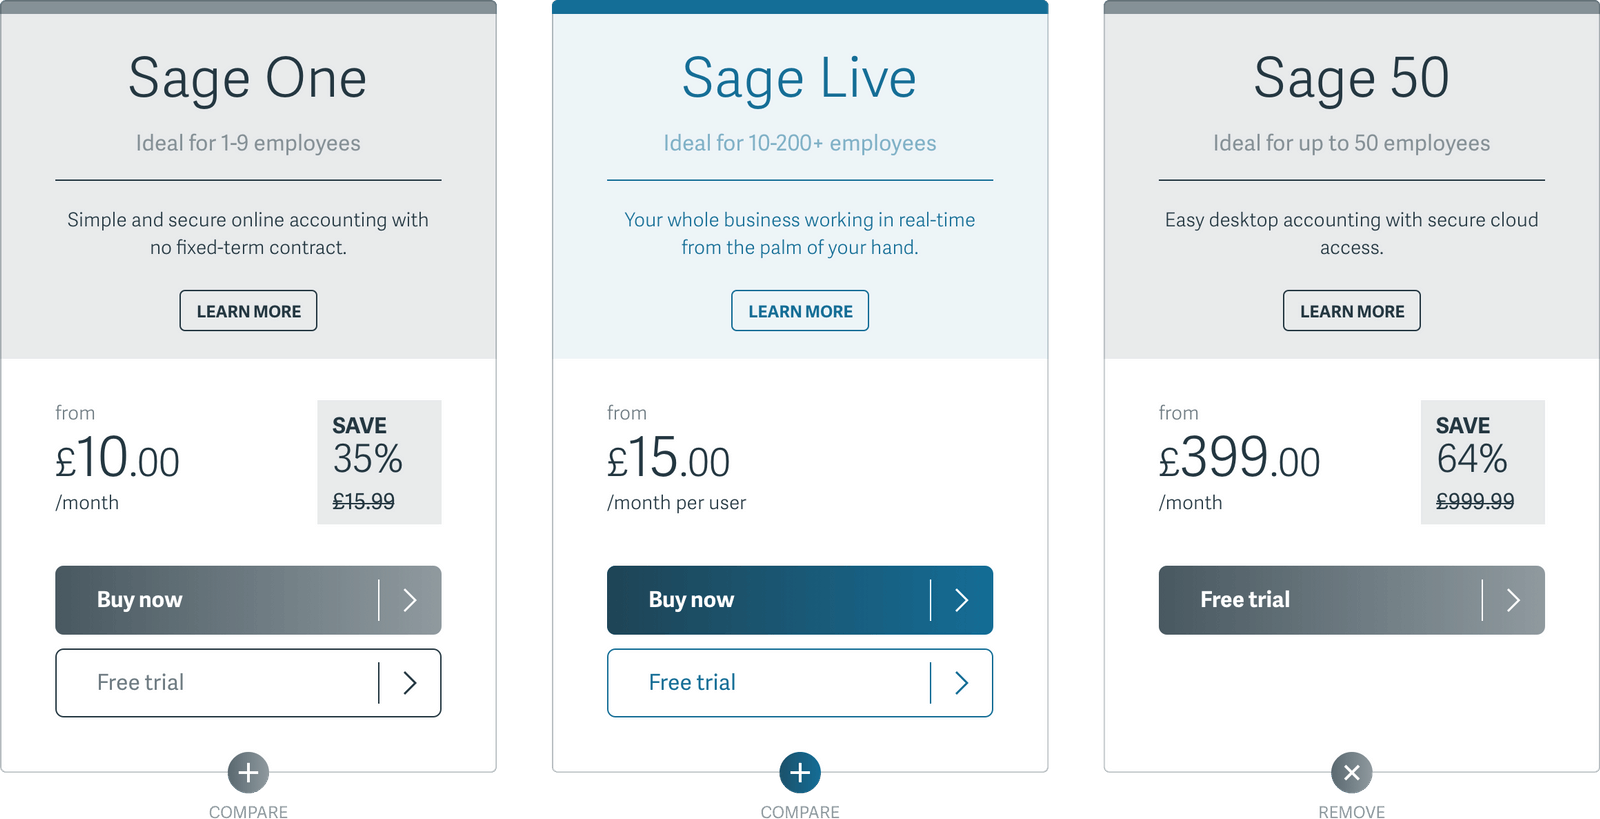 Sage One
Ideal for 1-9 employees
Simple and secure online accounting with
no fixed-term contract.
LEARN MORE
from
£10.00
/month
SAVE
35%
£15.99
Buy now
Free trial
COMPARE
Sage Live
Ideal for 10-200+ employees
Your whole business working in real-time
from the palm of your hand.
LEARN MORE
from
£15.00
/month per user
Buy now
Free trial
COMPARE
Sage 50
Ideal for up to 50 employees
Easy desktop accounting with secure cloud
access.
LEARN MORE
from
£399.00
/month
SAVE
64%
£999.99
Free trial
REMOVE